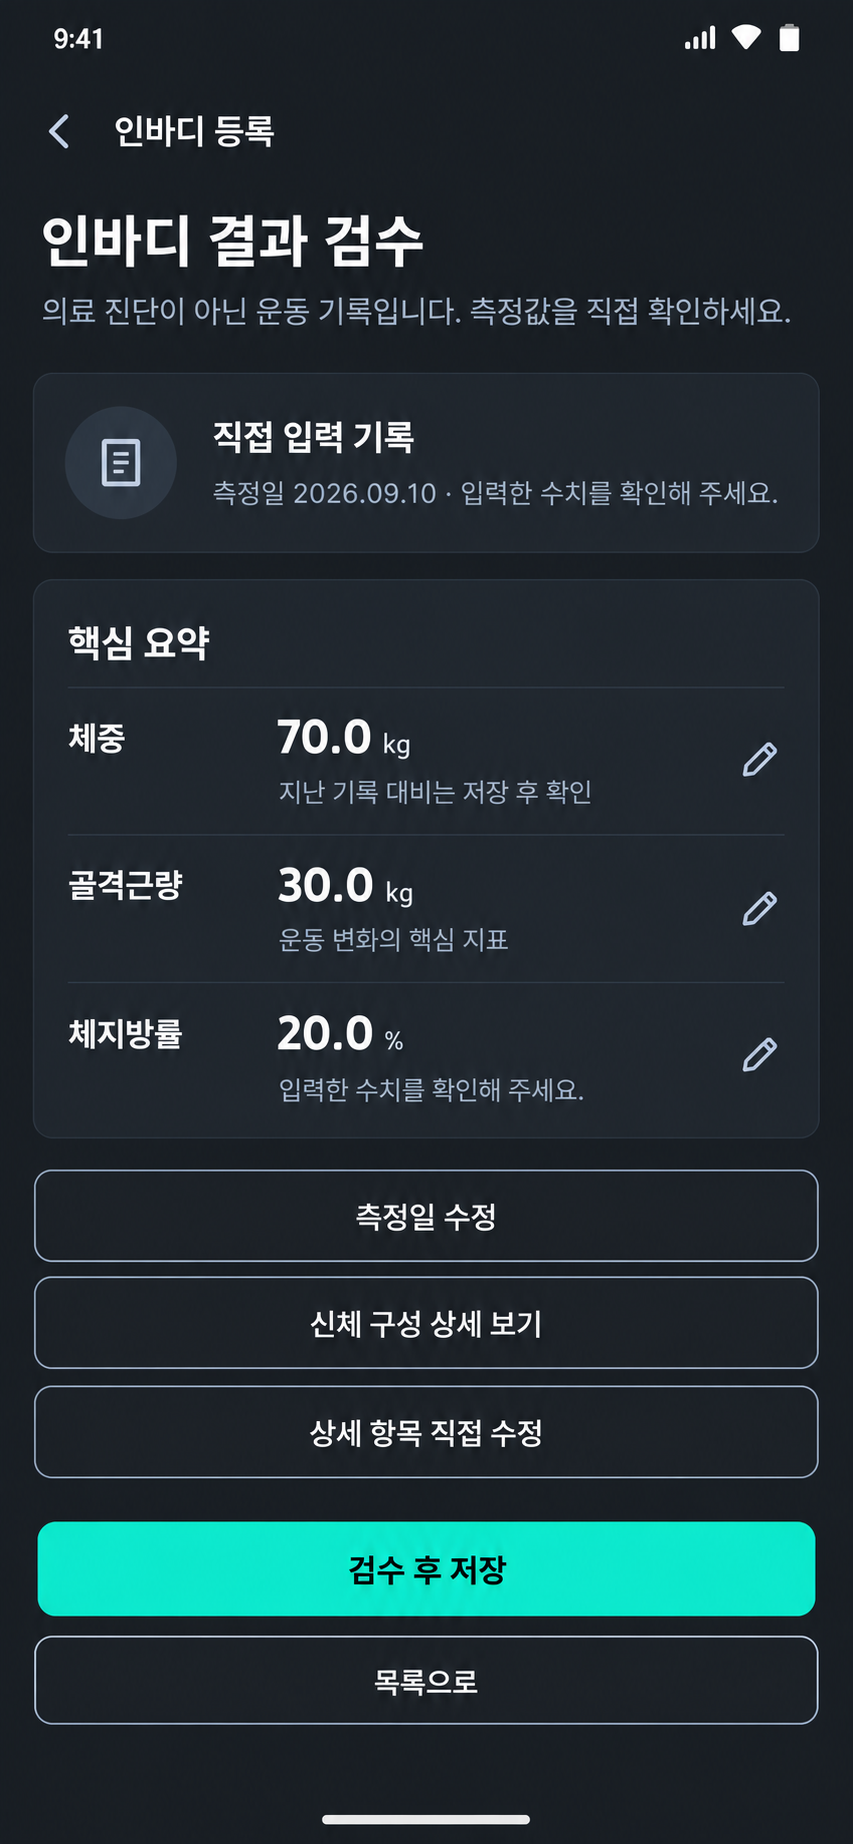 9:41
인바디 등록
인바디 결과 검수
의료 진단이 아닌 운동 기록입니다. 측정값을 직접 확인하세요.
직접 입력 기록
측정일 2026.09.10 · 입력한 수치를 확인해 주세요.
핵심 요약
체중
70.0 kg
지난 기록 대비는 저장 후 확인
골격근량
30.0 kg
운동 변화의 핵심 지표
체지방률
20.0 %
입력한 수치를 확인해 주세요.
측정일 수정
신체 구성 상세 보기
상세 항목 직접 수정
검수 후 저장
목록으로